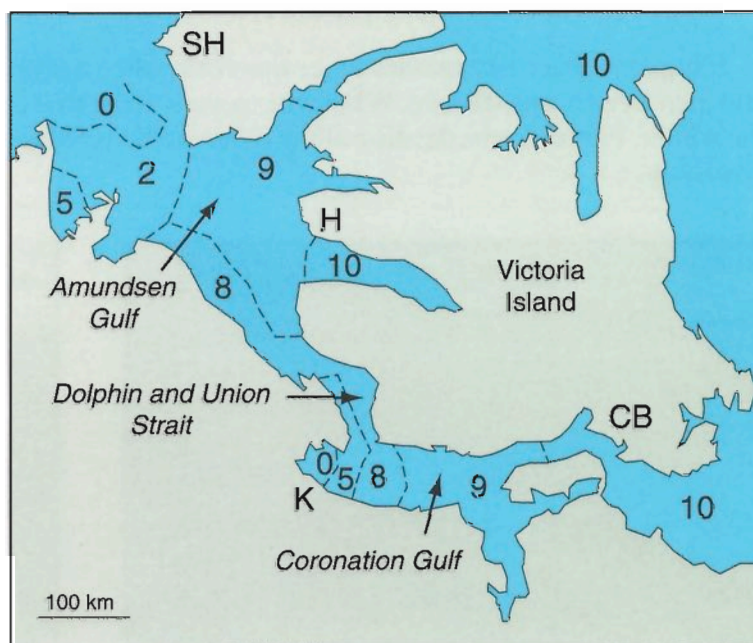 SH
10
0
9
2
5
H
10
8
Amundsen
Gulf
Victoria
Island
Dolphin and Union
Strait
CB
0
5
8
9
K
10
Coronation Gulf
100 km